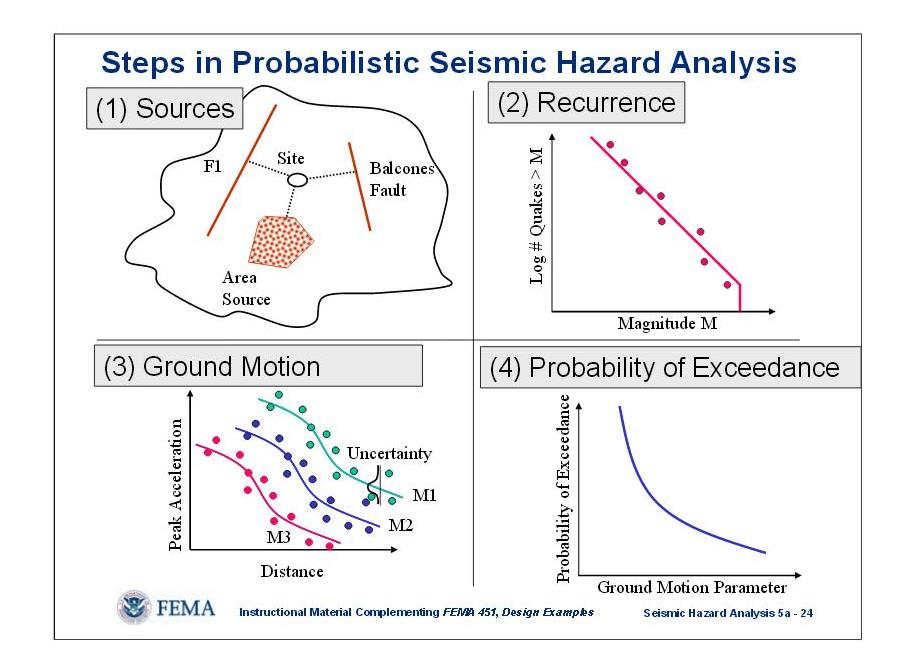 Steps in Probabilistic Seismic Hazard Analysis
(1) Sources
F1
Site
Balcones
Fault
Area
Source
(2) Recurrence
Log # Quakes > M
Magnitude M
(3) Ground Motion
Peak Acceleration
Uncertainty
M1
M2
M3
Distance
(4) Probability of Exceedance
Probability of Exceedance
Ground Motion Parameter
FEMA
Instructional Material Complementing FEMA 451, Design Examples
Seismic Hazard Analysis 5a - 24